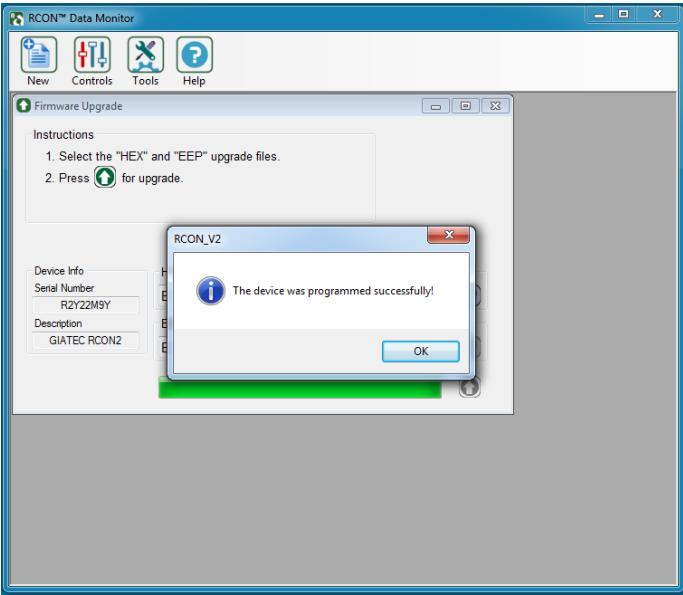 RCON™ Data Monitor
New Controls Tools Help
Firmware Upgrade
Instructions
1. Select the "HEX" and "EEP" upgrade files.
2. Press for upgrade.
RCON_V2
The device was programmed successfully!
OK
Device Info
Serial Number
R2Y22M9Y
Description
GIATEC RCON2